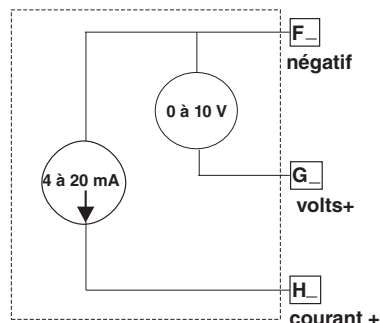 F_
négatif
0 à 10 V
4 à 20 mA
G_
volts+
H_
courant +